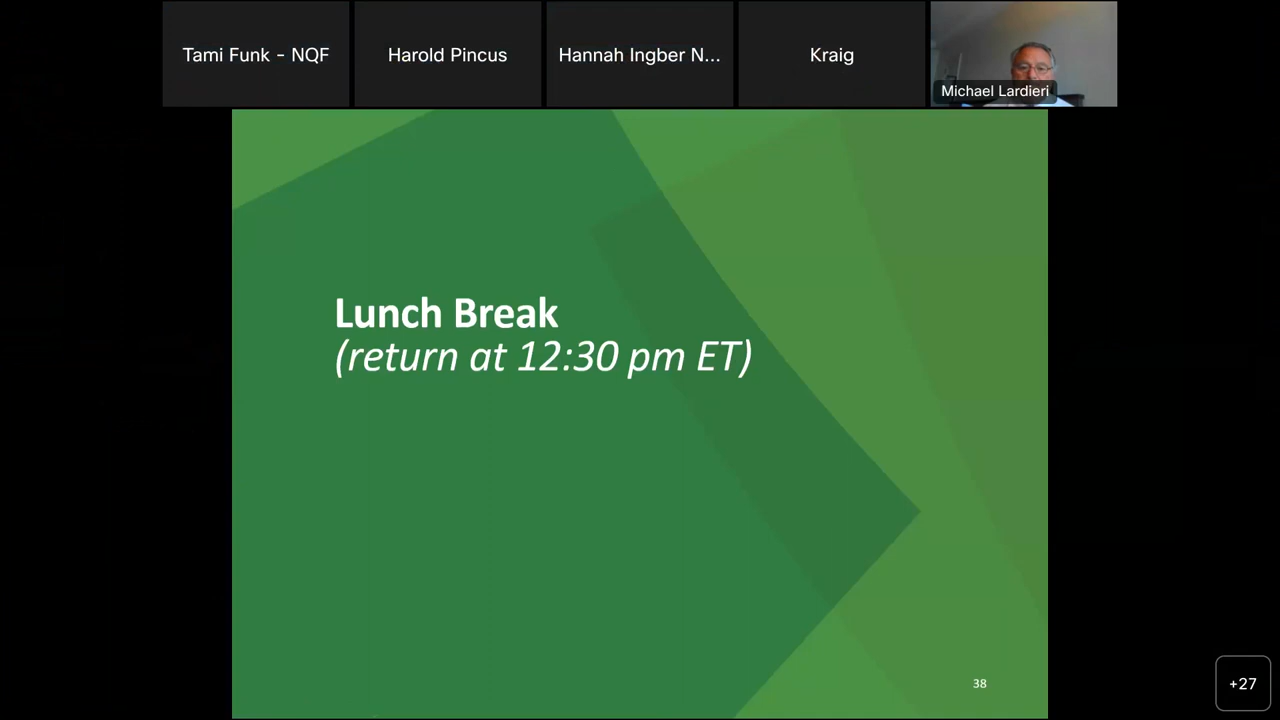 Tami Funk - NQF
Harold Pincus
Hannah Ingber N...
Kraig
Michael Lardieri
Lunch Break
(return at 12:30 pm ET)
38
+27